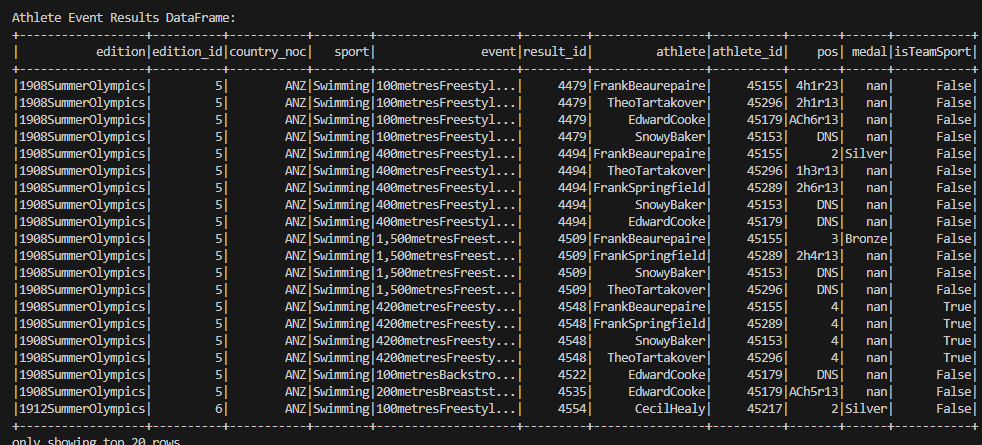 Athlete Event Results DataFrame:
+-----------------+----------+-----------+--------+--------------------+---------+----------------+----------+-------+------+-----------+
|          edition|edition_id|country_noc|   sport|               event|result_id|         athlete|athlete_id|    pos| medal|isTeamSport|
+-----------------+----------+-----------+--------+--------------------+---------+----------------+----------+-------+------+-----------+
|1908SummerOlympics|         5|        ANZ|Swimming|100metresFreestyl...|     4479|FrankBeaurepaire|     45155| 4h1r23|   nan|      False|
|1908SummerOlympics|         5|        ANZ|Swimming|100metresFreestyl...|     4479|   TheoTartakover|     45296| 2h1r13|   nan|      False|
|1908SummerOlympics|         5|        ANZ|Swimming|100metresFreestyl...|     4479|     EdwardCooke|     45179|ACh6r13|   nan|      False|
|1908SummerOlympics|         5|        ANZ|Swimming|100metresFreestyl...|     4479|      SnowyBaker|     45153|    DNS|   nan|      False|
|1908SummerOlympics|         5|        ANZ|Swimming|400metresFreestyl...|     4494|FrankBeaurepaire|     45155|      2|Silver|      False|
|1908SummerOlympics|         5|        ANZ|Swimming|400metresFreestyl...|     4494|  TheoTartakover|     45296| 1h3r13|   nan|      False|
|1908SummerOlympics|         5|        ANZ|Swimming|400metresFreestyl...|     4494|FrankSpringfield|     45289| 2h6r13|   nan|      False|
|1908SummerOlympics|         5|        ANZ|Swimming|400metresFreestyl...|     4494|      SnowyBaker|     45153|    DNS|   nan|      False|
|1908SummerOlympics|         5|        ANZ|Swimming|400metresFreestyl...|     4494|     EdwardCooke|     45179|    DNS|   nan|      False|
|1908SummerOlympics|         5|        ANZ|Swimming|1,500metresFreest...|     4509|FrankBeaurepaire|     45155|      3|Bronze|      False|
|1908SummerOlympics|         5|        ANZ|Swimming|1,500metresFreest...|     4509|FrankSpringfield|     45289| 2h4r13|   nan|      False|
|1908SummerOlympics|         5|        ANZ|Swimming|1,500metresFreest...|     4509|      SnowyBaker|     45153|    DNS|   nan|      False|
|1908SummerOlympics|         5|        ANZ|Swimming|1,500metresFreest...|     4509|  TheoTartakover|     45296|    DNS|   nan|      False|
|1908SummerOlympics|         5|        ANZ|Swimming|4200metresFreesty...|     4548|FrankBeaurepaire|     45155|      4|   nan|       True|
|1908SummerOlympics|         5|        ANZ|Swimming|4200metresFreesty...|     4548|FrankSpringfield|     45289|      4|   nan|       True|
|1908SummerOlympics|         5|        ANZ|Swimming|4200metresFreesty...|     4548|      SnowyBaker|     45153|      4|   nan|       True|
|1908SummerOlympics|         5|        ANZ|Swimming|4200metresFreesty...|     4548|  TheoTartakover|     45296|      4|   nan|       True|
|1908SummerOlympics|         5|        ANZ|Swimming|100metresBackstro...|     4522|     EdwardCooke|     45179|    DNS|   nan|      False|
|1908SummerOlympics|         5|        ANZ|Swimming|200metresBreastst...|     4535|     EdwardCooke|     45179|ACh5r13|   nan|      False|
|1912SummerOlympics|         6|        ANZ|Swimming|100metresFreestyl...|     4554|      CecilHealy|     45217|      2|Silver|      False|
+-----------------+----------+-----------+--------+--------------------+---------+----------------+----------+-------+------+-----------+
only showing top 20 rows